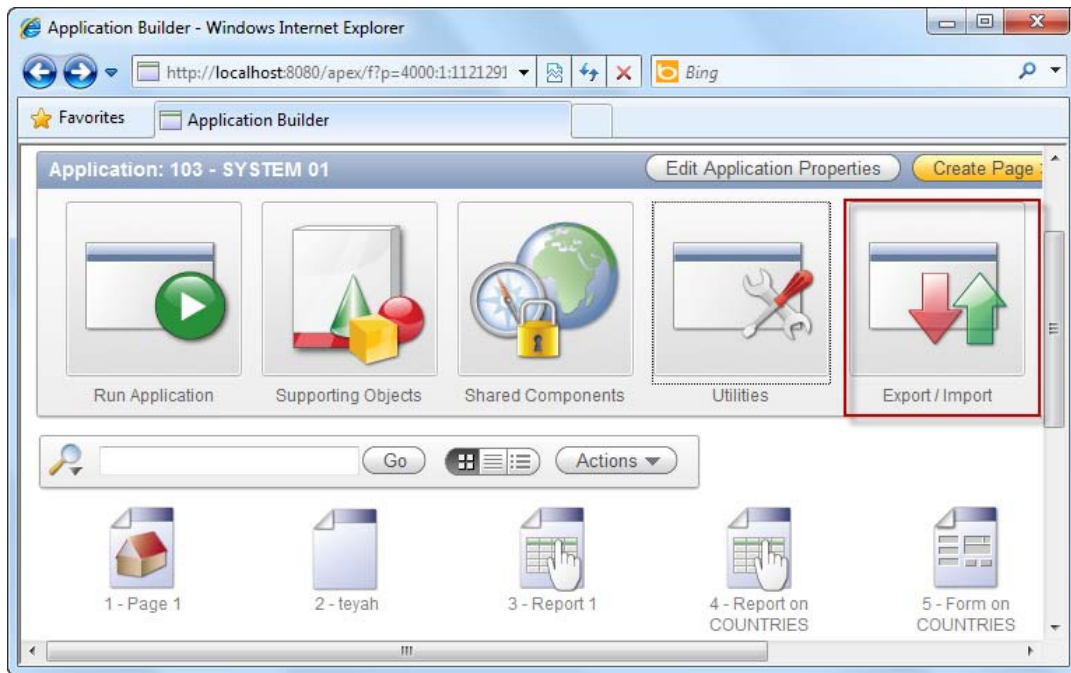 Application Builder - Windows Internet Explorer
http://localhost:8080/apex/f?p=4000:1:1121291
Bing
Favorites
Application Builder
Application: 103 - SYSTEM 01
Edit Application Properties
Create Page
Run Application
Supporting Objects
Shared Components
Utilities
Export / Import
Go
Actions
1 - Page 1
2 - teyah
3 - Report 1
4 - Report on
COUNTRIES
5 - Form on
COUNTRIES